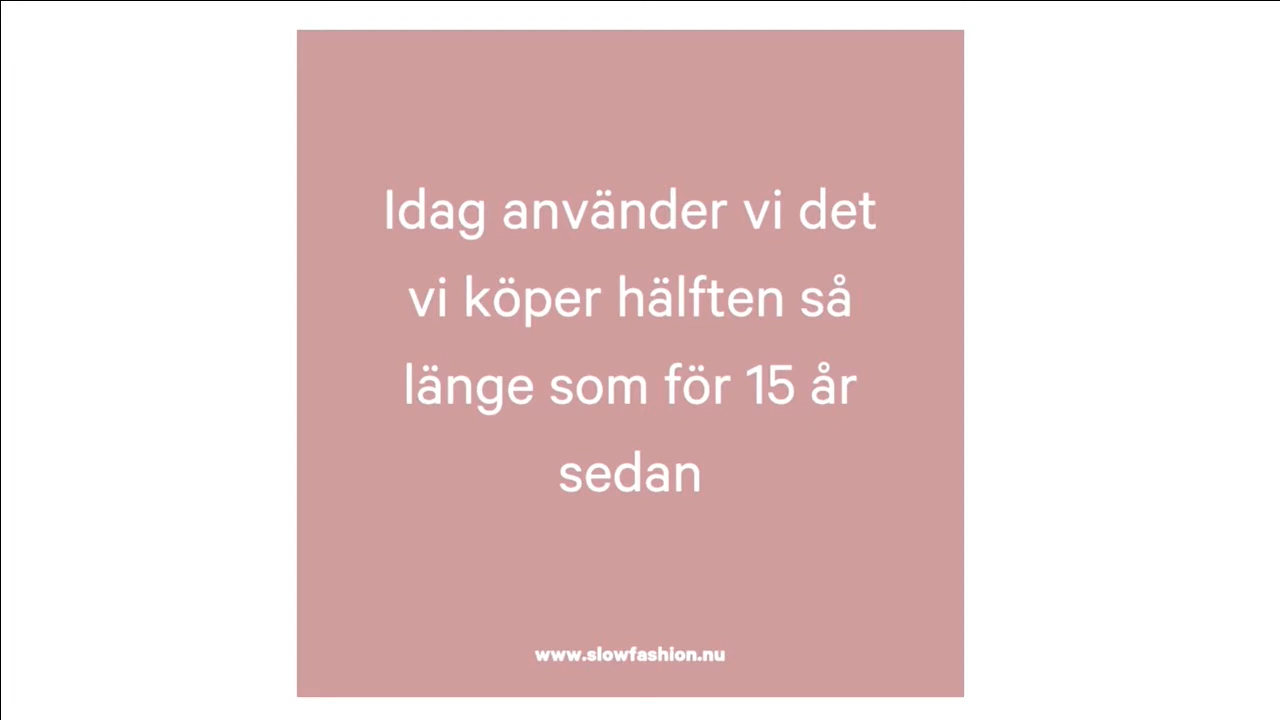 Idag använder vi det
vi köper hälften så
länge som för 15 år
sedan
www.slowfashion.nu